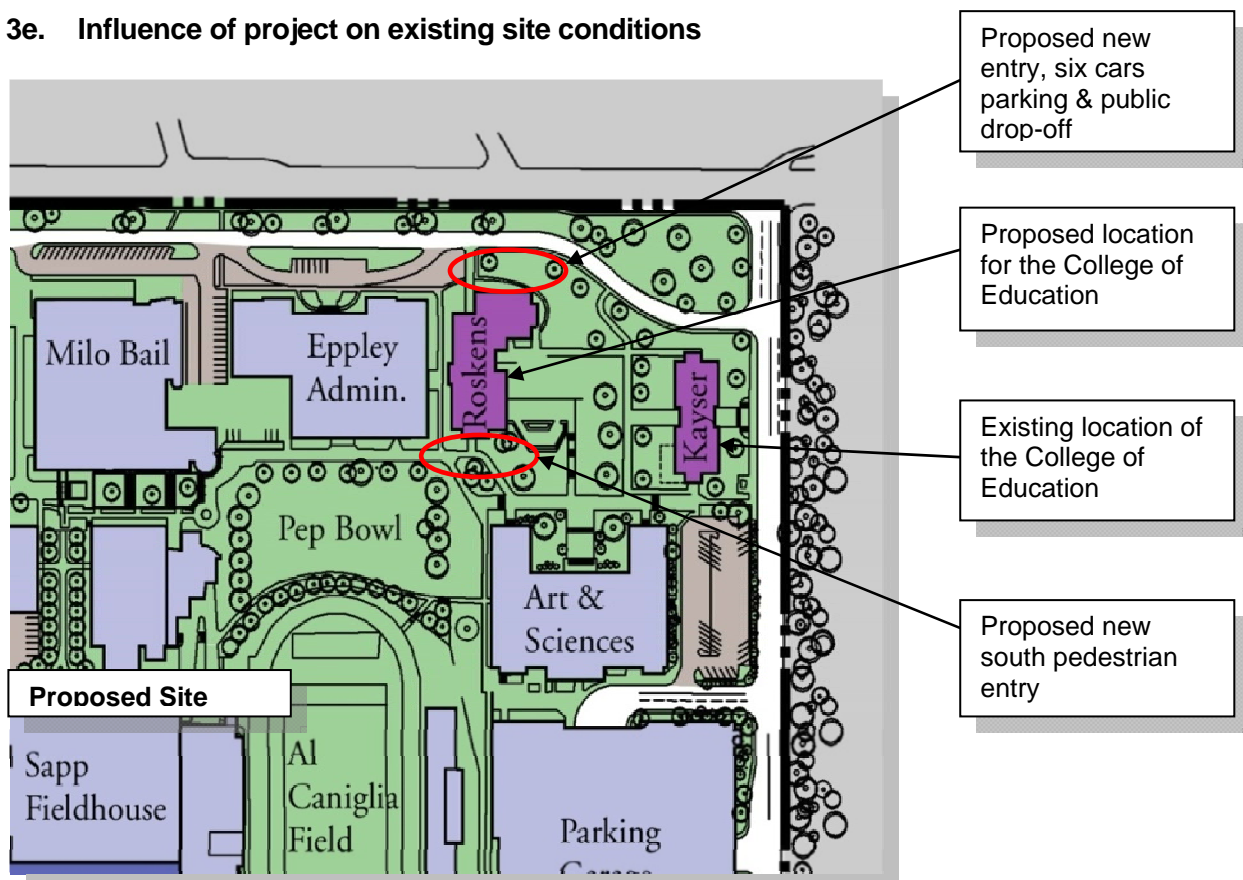 3e. Influence of project on existing site conditions
Proposed new
entry, six cars
parking & public
drop-off
Proposed location
for the College of
Education
Existing location of
the College of
Education
Proposed new
south pedestrian
entry
Milo Bail
Eppley
Admin.
Roskens
Kayser
Pep Bowl
Art &
Sciences
Proposed Site
Sapp
Fieldhouse
Al
Caniglia
Field
Parking
Garage